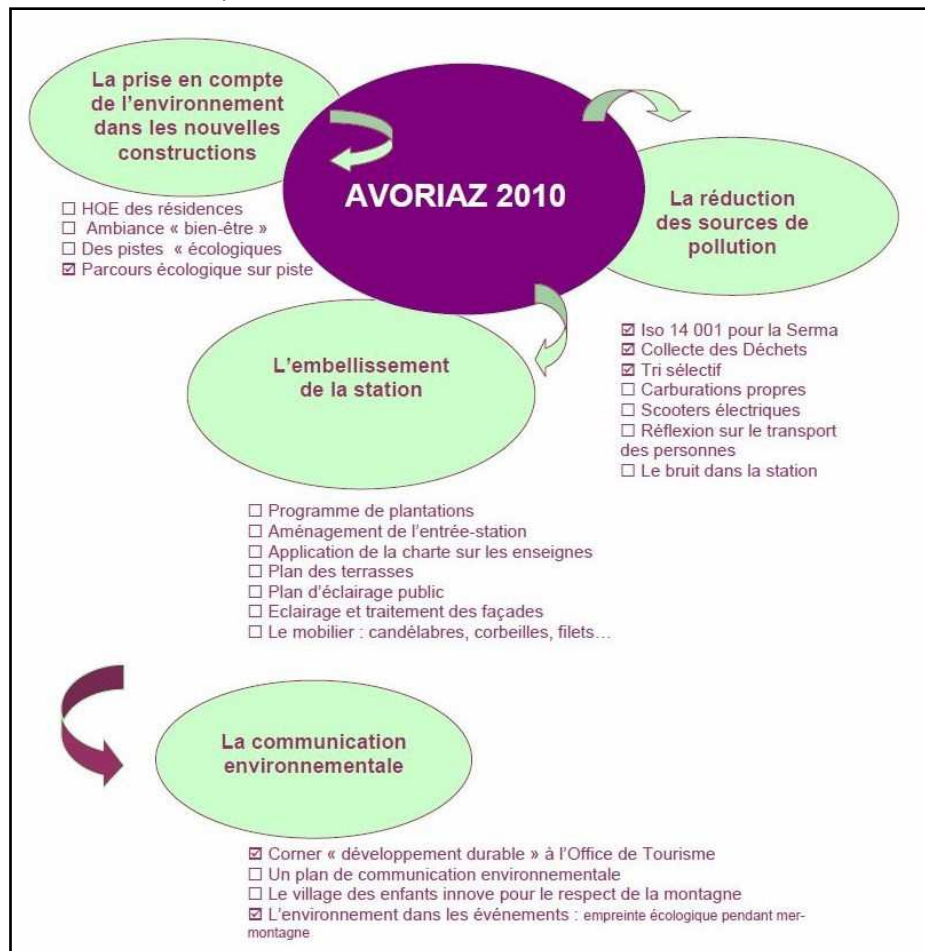 La prise en compte
de l'environnement
dans les nouvelles
constructions
☐ HQE des résidences
☐ Ambiance « bien-être »
☐ Des pistes « écologiques
☑ Parcours écologique sur piste
AVORIAZ 2010
La réduction
des sources de
pollution
☑ Iso 14 001 pour la Serma
☑ Collecte des Déchets
☑ Tri sélectif
☐ Carburations propres
☐ Scooters électriques
☐ Réflexion sur le transport
des personnes
☐ Le bruit dans la station
L'embellissement
de la station
☐ Programme de plantations
☐ Aménagement de l'entrée-station
☐ Application de la charte sur les enseignes
☐ Plan des terrasses
☐ Plan d'éclairage public
☐ Eclairage et traitement des façades
☐ Le mobilier : candélabres, corbeilles, filets…
La communication
environnementale
☑ Corner « développement durable » à l'Office de Tourisme
☐ Un plan de communication environnementale
☐ Le village des enfants innove pour le respect de la montagne
☑ L'environnement dans les événements : empreinte écologique pendant mer-
montagne